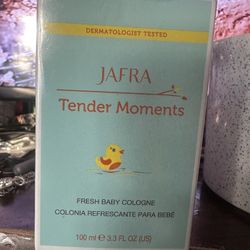 DERMATOLOGIST TESTED
JAFRA
Tender Moments
FRESH BABY COLOGNE
COLONIA REFRESCANTE PARA BEBÉ
100 ml ℮ 3.3 FL OZ (US)